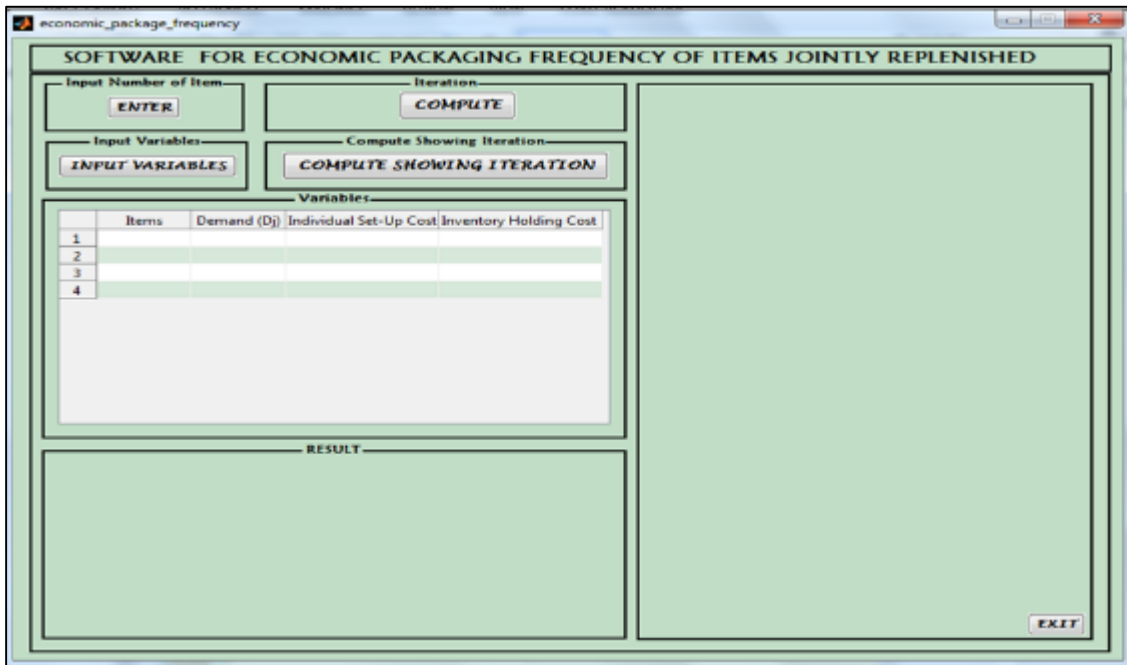 economic_package_frequency
SOFTWARE FOR ECONOMIC PACKAGING FREQUENCY OF ITEMS JOINTLY REPLENISHED
Input Number of Item
ENTER
Iteration
COMPUTE
Input Variables
INPUT VARIABLES
Compute Showing Iteration
COMPUTE SHOWING ITERATION
Variables
Items Demand (Dj) Individual Set-Up Cost Inventory Holding Cost
1
2
3
4
RESULT
EXIT